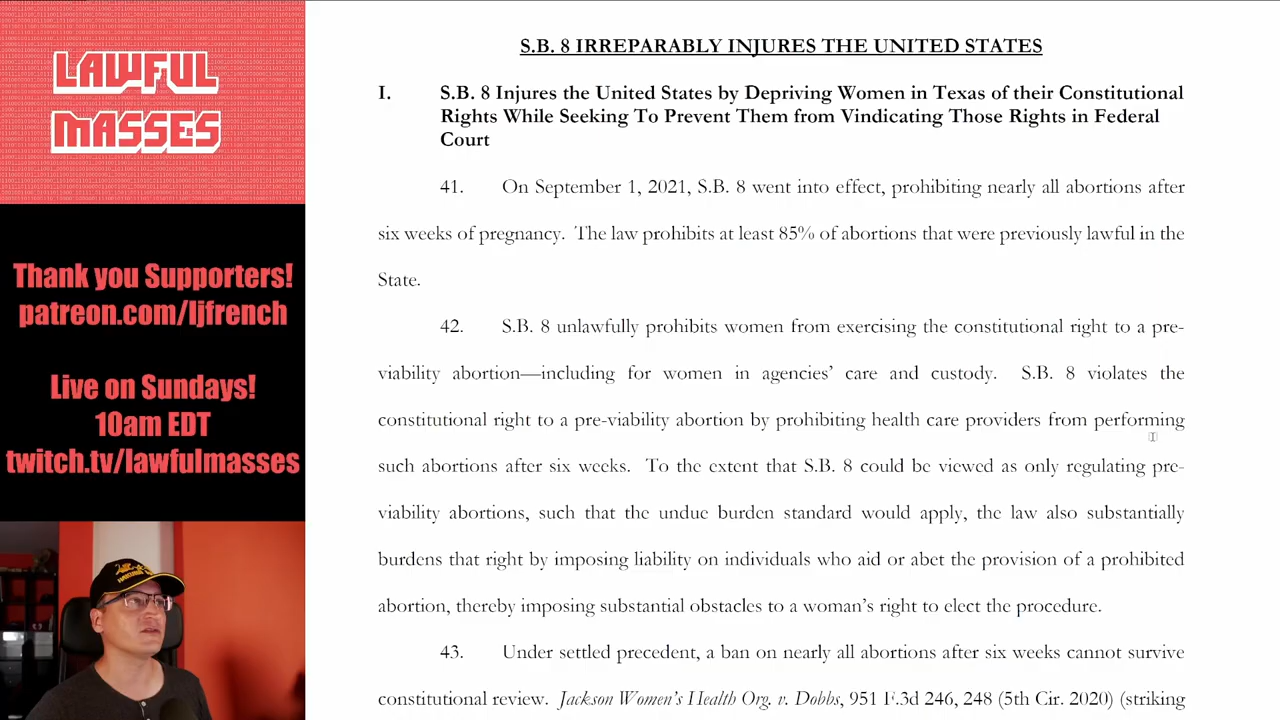 LAWFUL
MASSES
Thank you Supporters!
patreon.com/ljfrench
Live on Sundays!
10am EDT
twitch.tv/lawfulmasses
S.B. 8 IRREPARABLY INJURES THE UNITED STATES
I. S.B. 8 Injures the United States by Depriving Women in Texas of their Constitutional
Rights While Seeking To Prevent Them from Vindicating Those Rights in Federal
Court
41. On September 1, 2021, S.B. 8 went into effect, prohibiting nearly all abortions after
six weeks of pregnancy. The law prohibits at least 85% of abortions that were previously lawful in the
State.
42. S.B. 8 unlawfully prohibits women from exercising the constitutional right to a pre-
viability abortion—including for women in agencies’ care and custody. S.B. 8 violates the
constitutional right to a pre-viability abortion by prohibiting health care providers from performing
such abortions after six weeks. To the extent that S.B. 8 could be viewed as only regulating pre-
viability abortions, such that the undue burden standard would apply, the law also substantially
burdens that right by imposing liability on individuals who aid or abet the provision of a prohibited
abortion, thereby imposing substantial obstacles to a woman’s right to elect the procedure.
43. Under settled precedent, a ban on nearly all abortions after six weeks cannot survive
constitutional review. Jackson Women’s Health Org. v. Dobbs, 951 F.3d 246, 248 (5th Cir. 2020) (striking